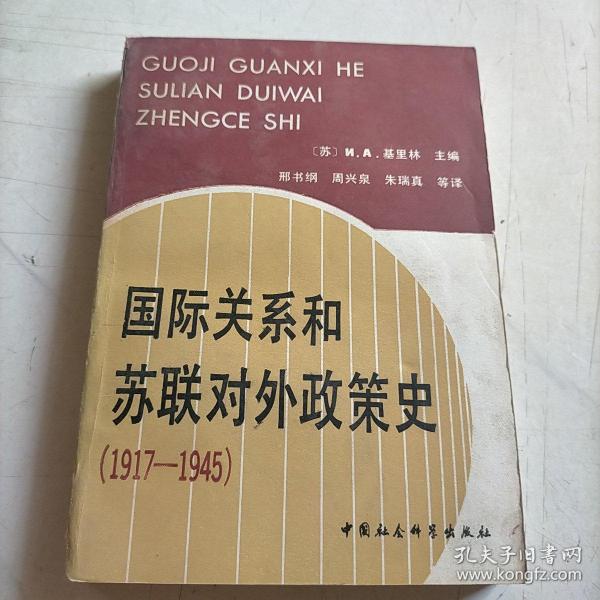 GUOJI GUANXI HE
SULIAN DUIWAI
ZHENGCE SHI
〔苏〕И.А.基里林 主编
邢书纲 周兴泉 朱瑞真 等译
国际关系和
苏联对外政策史
(1917—1945)
中国社会科学出版社
孔夫子旧书网
www.kongfz.com